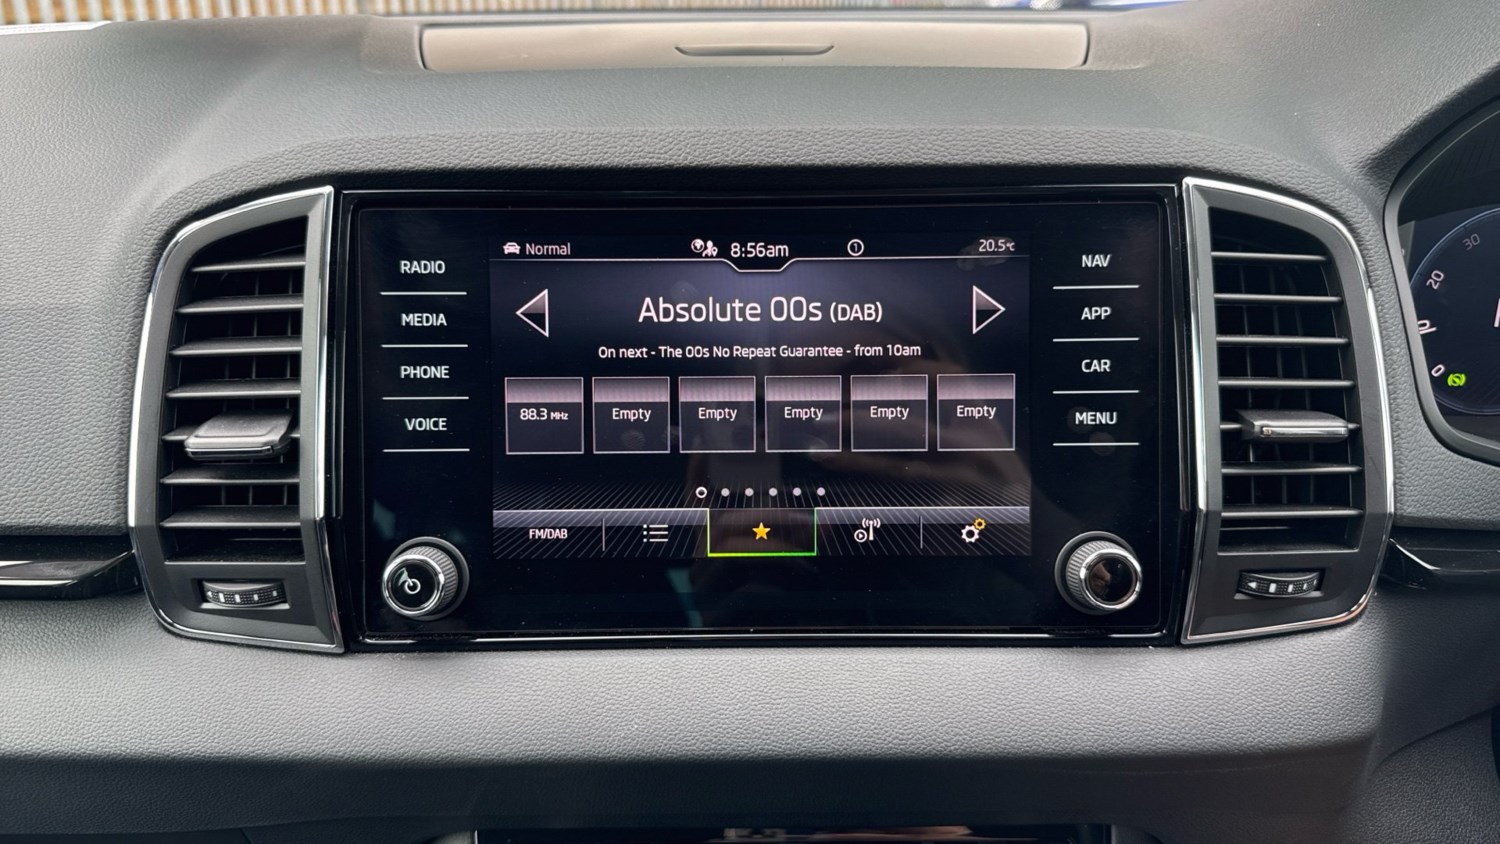 Normal
8:56am
1
20.5°C
RADIO
MEDIA
PHONE
VOICE
Absolute 00s (DAB)
On next - The 00s No Repeat Guarantee - from 10am
88.3 MHz
Empty
Empty
Empty
Empty
Empty
FM/DAB
NAV
APP
CAR
MENU
30
20
10
0